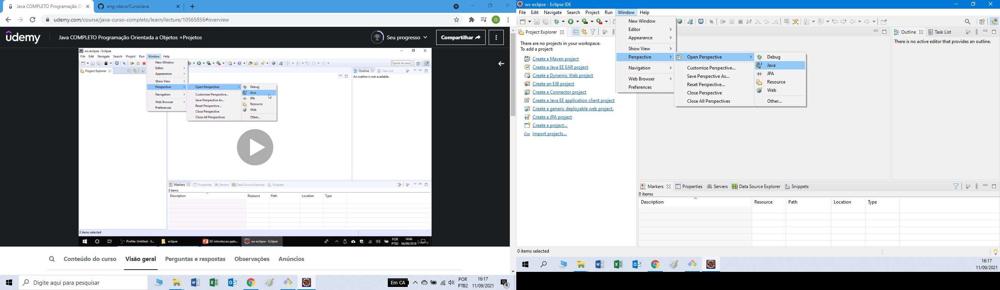 Java COMPLETO Programação O
eng-olavo/CursoJava
udemy.com/course/java-curso-completo/learn/lecture/10565856#overview
O
ûdemy
Java COMPLETO Programação Orientada a Objetos +Projetos
Seu progresso
Compartilhar
ws-eclipse - Eclipse
File Edit Navigate Search Project Run Window Help
Quick Access
Project Explorer
New Window
Editor
Appearance
Show View
Perspective
Navigation
Web Browser
Preferences
Open Perspective
Customize Perspective...
Save Perspective As...
Reset Perspective...
Close Perspective
Close All Perspectives
Debug
Java
JPA
Resource
Web
Other...
Outline Task List
An outline is not available.
Markers Properties Servers Data Source Explorer Snippets
0 items
Description Resource Path Location Type
0 items selected
Profile: Untitled - S... eclipse 02-introducao.pptx... ws-eclipse - Eclipse
POR 14:46
PTB2 06/09/2018
ûdemy
Conteúdo do curso Visão geral Perguntas e respostas Observações Anúncios
Digite aqui para pesquisar
Em CA
POR 16:17
PTB2 11/09/2021
4
ws-eclipse - Eclipse IDE
File Edit Navigate Search Project Run Window Help
Project Explorer
There are no projects in your workspace.
To add a project:
Create a Maven project
Create a Java EE EAR project
Create a Dynamic Web project
Create an EJB project
Create a Connector project
Create a Java EE application client project
Create a generic deployable web project.
Create a JPA project
Create a project...
Import projects...
New Window
Editor
Appearance
Show View
Perspective
Navigation
Web Browser
Preferences
Open Perspective
Customize Perspective...
Save Perspective As...
Reset Perspective...
Close Perspective
Close All Perspectives
Debug
Java
JPA
Resource
Web
Other...
Outline Task List
There is no active editor that provides an outline.
Markers Properties Servers Data Source Explorer Snippets
0 items
Description Resource Path Location Type
0 items selected
16:17
11/09/2021